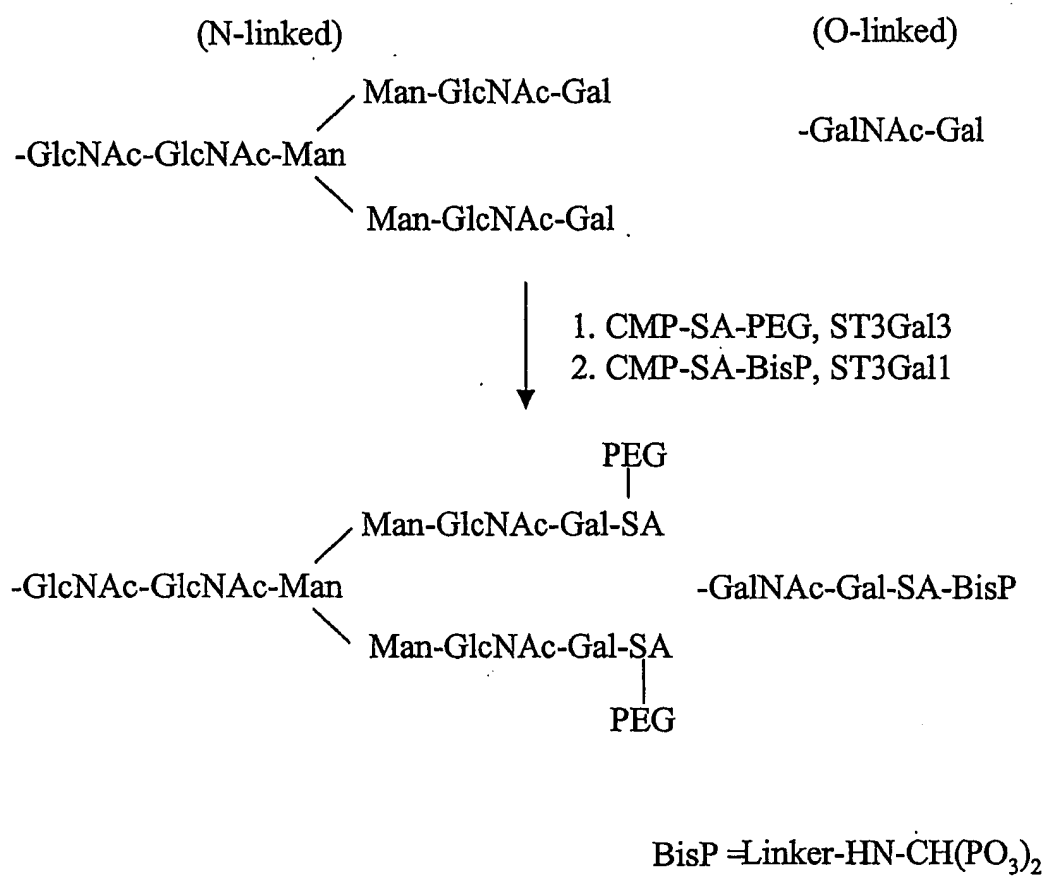 (N-linked)
(O-linked)
Man-GlcNAc-Gal
-GalNAc-Gal
-GlcNAc-GlcNAc-Man
Man-GlcNAc-Gal
1. CMP-SA-PEG, ST3Gal3
2. CMP-SA-BisP, ST3Gal1
PEG
Man-GlcNAc-Gal-SA
-GlcNAc-GlcNAc-Man
-GalNAc-Gal-SA-BisP
Man-GlcNAc-Gal-SA
PEG
BisP =Linker-HN-CH(PO₃)₂